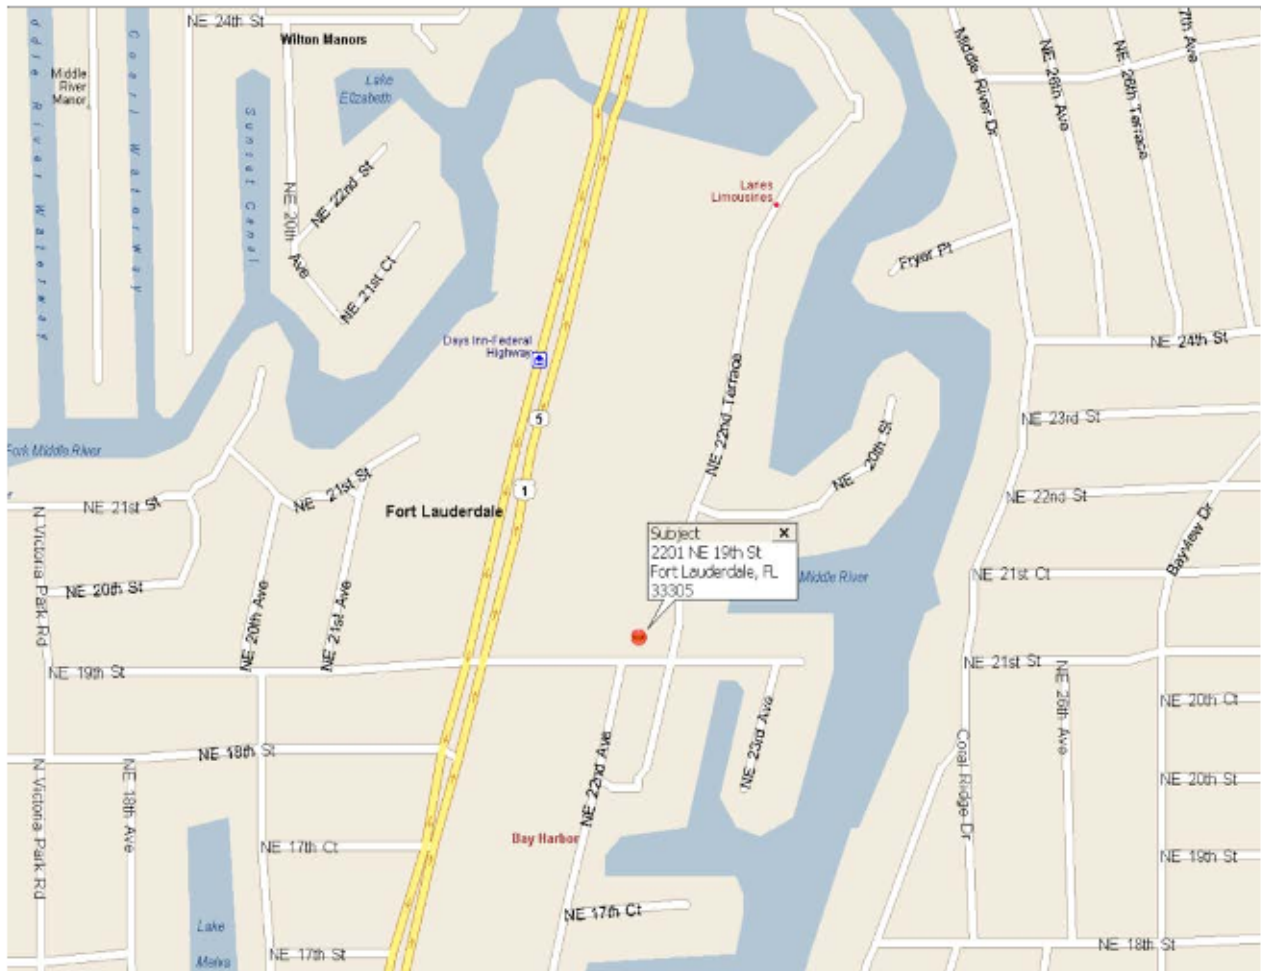 NE 24th St
Wilton Manors
Middle
River
Manor
Coral Waterway
Sunset Canal
Lake
Elizabeth
Middle River Dr
NE 26th Ave
NE 26th Terrace
7th Ave
ddle River Waterway
NE 20th Ave
NE 22nd St
NE 21st Ct
Lanes
Limousines
Fryer Pt
Days Inn-Federal
Highway
NE 24th St
NE 22nd Terrace
5
NE 23rd St
Fork Middle River
NE 20th St
NE 21st St
NE 21st St
1
NE 22nd St
Fort Lauderdale
Bayview Dr
N Victoria Park Rd
Subject
2201 NE 19th St
Fort Lauderdale, FL
33305
Middle River
NE 21st Ct
NE 20th St
NE 20th Ave
NE 21st Ave
NE 19th St
NE 21st St
NE 26th Ave
NE 20th Ct
NE 23rd Ave
NE 22nd Ave
Coral Ridge Dr
NE 18th St
NE 20th St
N Victoria Park Rd
NE 18th Ave
Bay Harbor
NE 17th Ct
NE 19th St
NE 17th Ct
Lake
Melva
NE 17th St
NE 18th St